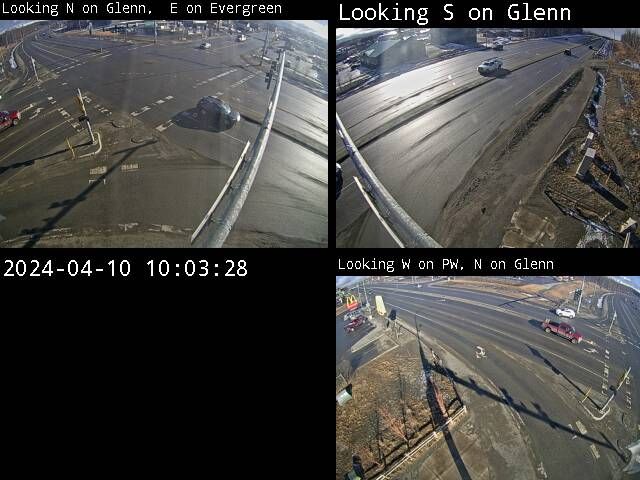 Looking N on Glenn, E on Evergreen
Looking S on Glenn
2024-04-10 10:03:28
Looking W on PW, N on Glenn